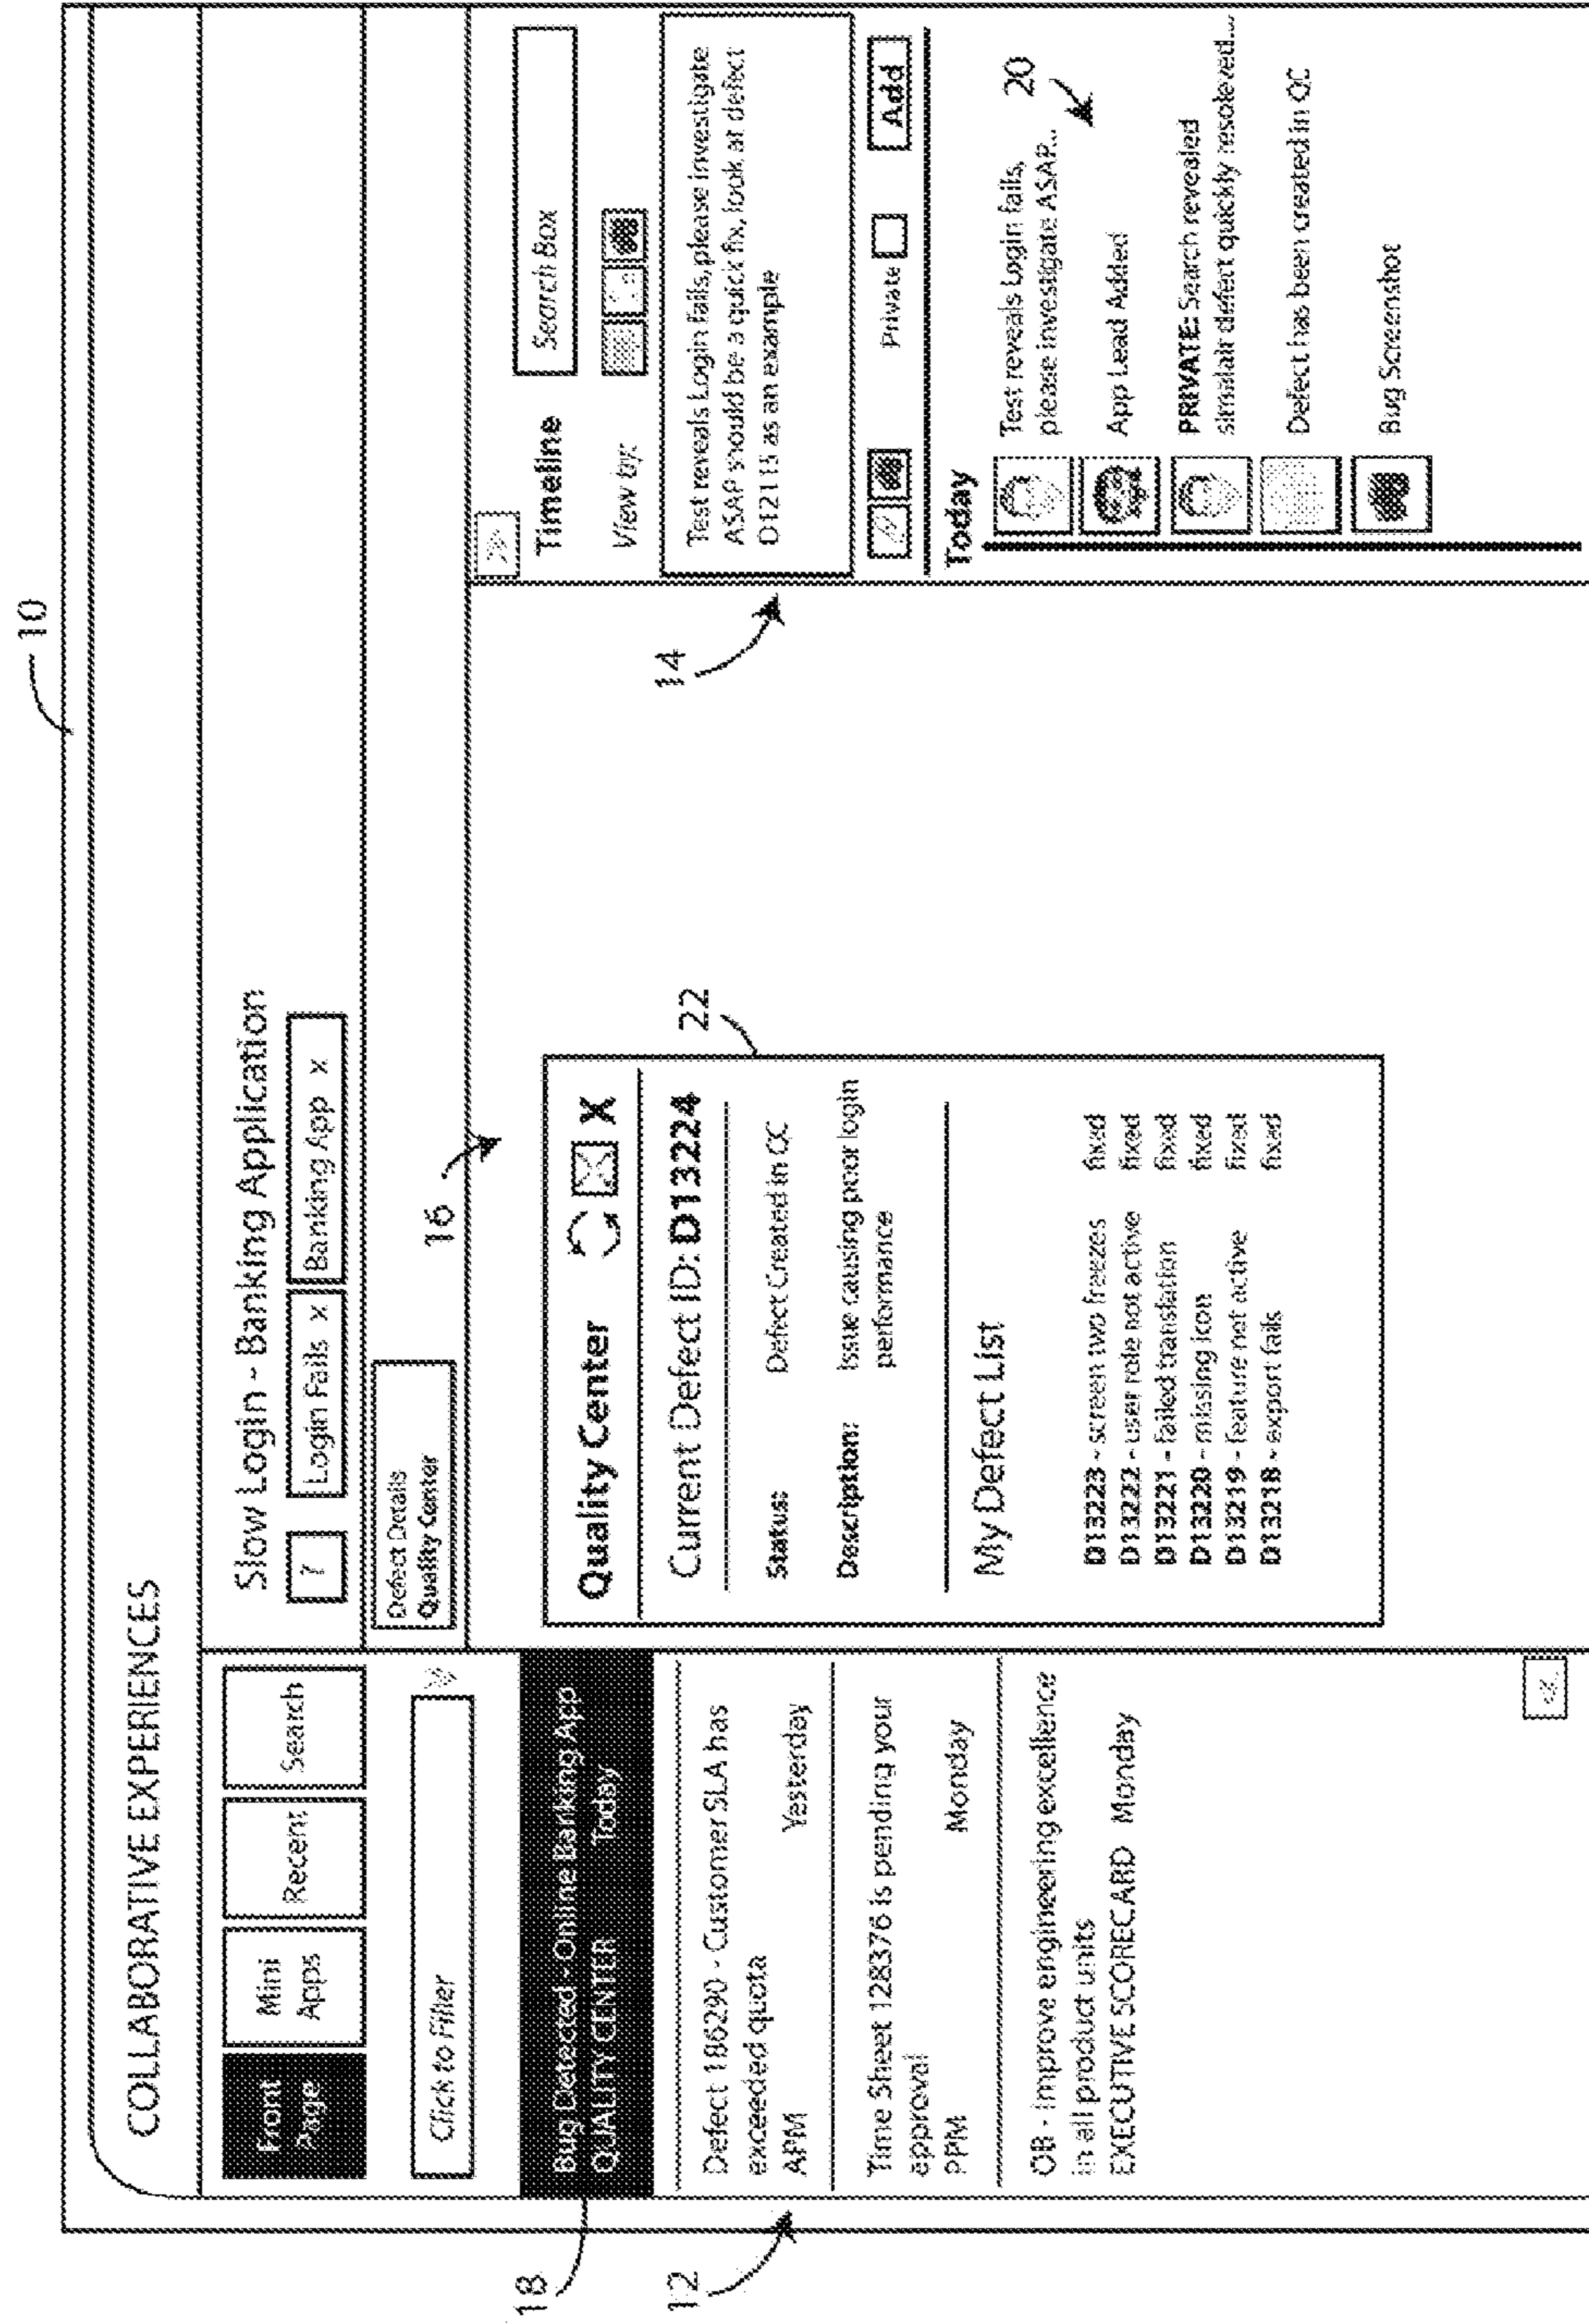 10
COLLABORATIVE EXPERIENCES
Front Page
Mini Apps
Recent
Search
Click to Filter
18
Bug Detected - Online Banking App
QUALITY CENTER Today
12
Defect 186290 - Customer SLA has
exceeded quota
APM Yesterday
Time Sheet 128376 is pending your
approval
PPM Monday
OB - Improve engineering excellence
in all product units
EXECUTIVE SCORECARD Monday
<<
Slow Login - Banking Application
?
Login Fails x
Banking App x
Defect Details
Quality Center
16
22
Quality Center X
Current Defect ID: D13224
Status: Defect Created in QC
Description: Issue causing poor login
performance
My Defect List
D13223 - screen two freezes fixed
D13222 - user role not active fixed
D13221 - failed translation fixed
D13220 - missing icon fixed
D13219 - feature not active fixed
D13218 - export fails fixed
14
>>
Timeline
Search Box
View by:
Test reveals Login fails, please investigate
ASAP should be a quick fix, look at defect
D12115 as an example
Private
Add
Today
20
Test reveals Login fails,
please investigate ASAP..
App Lead Added
PRIVATE: Search revealed
simalair defect quickly resoleved...
Defect has been created in QC
Bug Screenshot